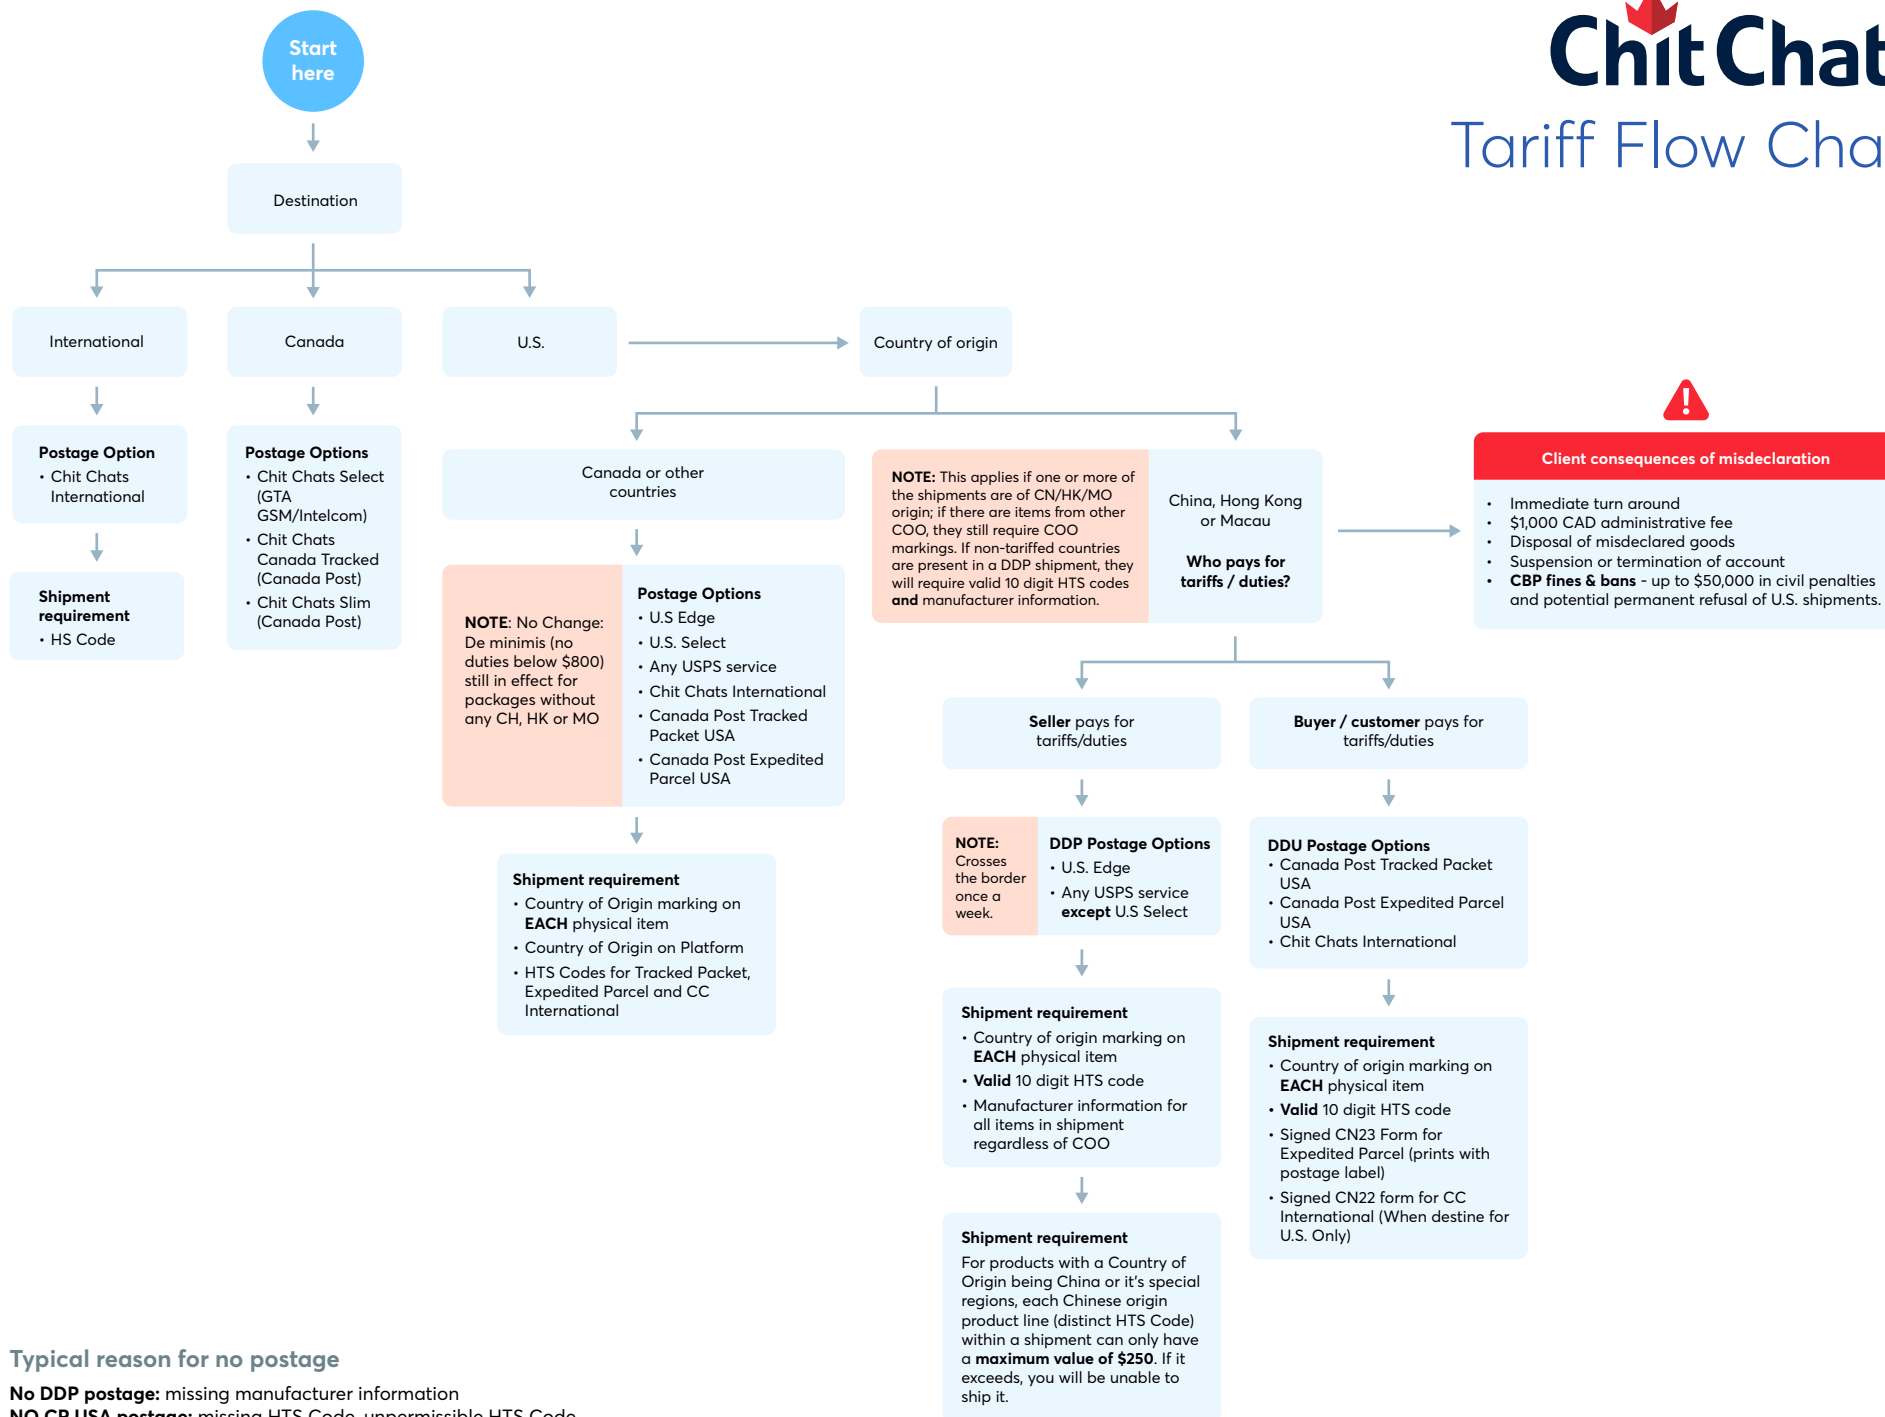 Start
here
Chit Chat
Tariff Flow Cha
Destination
International
Canada
U.S.
Country of origin
Postage Option
• Chit Chats
International
Shipment
requirement
• HS Code
Postage Options
• Chit Chats Select
(GTA
GSM/Intelcom)
• Chit Chats
Canada Tracked
(Canada Post)
• Chit Chats Slim
(Canada Post)
Canada or other
countries
NOTE: No Change:
De minimis (no
duties below $800)
still in effect for
packages without
any CH, HK or MO
Postage Options
• U.S Edge
• U.S. Select
• Any USPS service
• Chit Chats International
• Canada Post Tracked
Packet USA
• Canada Post Expedited
Parcel USA
Shipment requirement
• Country of Origin marking on
EACH physical item
• Country of Origin on Platform
• HTS Codes for Tracked Packet,
Expedited Parcel and CC
International
NOTE: This applies if one or more of
the shipments are of CN/HK/MO
origin; if there are items from other
COO, they still require COO
markings. If non-tariffed countries
are present in a DDP shipment, they
will require valid 10 digit HTS codes
and manufacturer information.
China, Hong Kong
or Macau
Who pays for
tariffs / duties?
Client consequences of misdeclaration
• Immediate turn around
• $1,000 CAD administrative fee
• Disposal of misdeclared goods
• Suspension or termination of account
• CBP fines & bans - up to $50,000 in civil penalties
and potential permanent refusal of U.S. shipments.
Seller pays for
tariffs/duties
NOTE:
Crosses
the border
once a
week.
DDP Postage Options
• U.S. Edge
• Any USPS service
except U.S Select
Shipment requirement
• Country of origin marking on
EACH physical item
• Valid 10 digit HTS code
• Manufacturer information for
all items in shipment
regardless of COO
Shipment requirement
For products with a Country of
Origin being China or it's special
regions, each Chinese origin
product line (distinct HTS Code)
within a shipment can only have
a maximum value of $250. If it
exceeds, you will be unable to
ship it.
Buyer / customer pays for
tariffs/duties
DDU Postage Options
• Canada Post Tracked Packet
USA
• Canada Post Expedited Parcel
USA
• Chit Chats International
Shipment requirement
• Country of origin marking on
EACH physical item
• Valid 10 digit HTS code
• Signed CN23 Form for
Expedited Parcel (prints with
postage label)
• Signed CN22 form for CC
International (When destine for
U.S. Only)
Typical reason for no postage
No DDP postage: missing manufacturer information
NO CP USA postage: missing HTS Code, unpermissible HTS Code